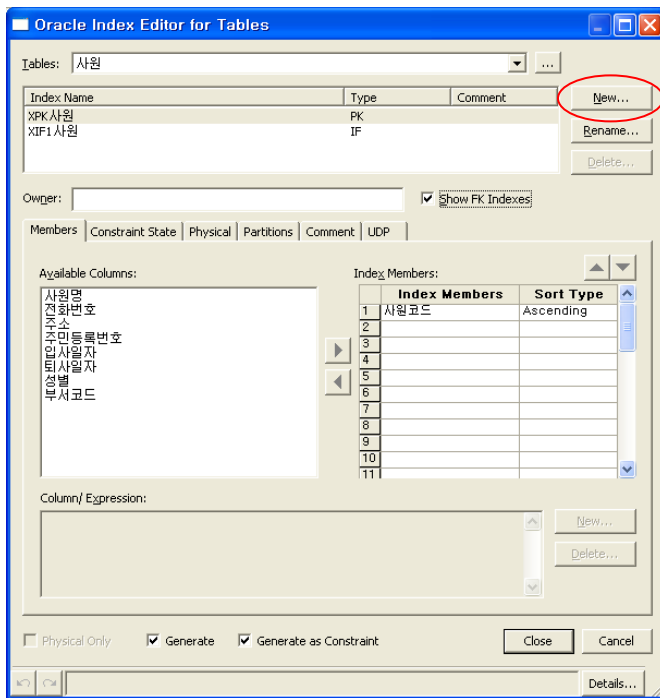 Oracle Index Editor for Tables
Tables: 사원 ...
Index Name Type Comment New...
XPK사원 PK
XIF1사원 IF Rename...
Delete...
Owner: Show FK Indexes
Members Constraint State Physical Partitions Comment UDP
Available Columns: Index Members:
Index Members Sort Type
사원명
전화번호
주소
주민등록번호
입사일자
퇴사일자
성별
부서코드
1 사원코드 Ascending
2
3
4
5
6
7
8
9
10
11
Column/ Expression:
New...
Delete...
Physical Only Generate Generate as Constraint Close Cancel
Details...